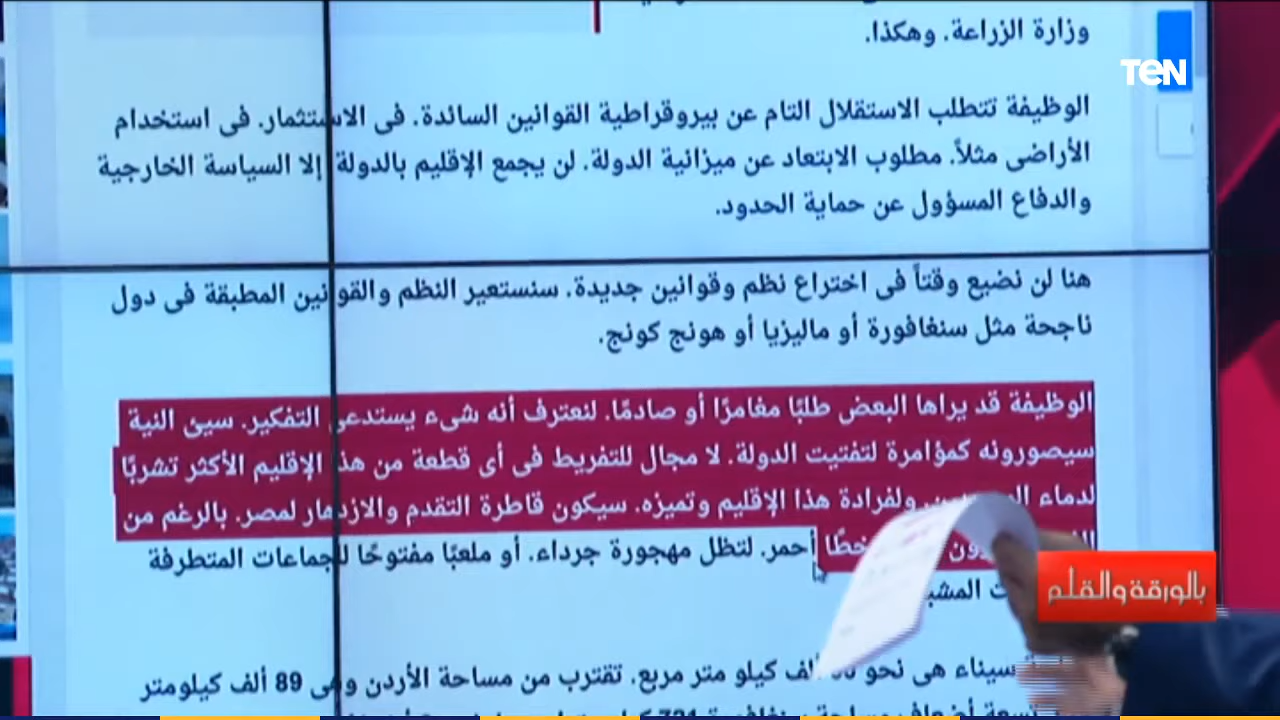 وزارة الزراعة. وهكذا.
TEN
الوظيفة تتطلب الاستقلال التام عن بيروقراطية القوانين السائدة. فى الاستثمار. فى استخدام
الأراضى مثلاً. مطلوب الابتعاد عن ميزانية الدولة. لن يجمع الإقليم بالدولة إلا السياسة الخارجية
والدفاع المسؤول عن حماية الحدود.
هنا لن نضيع وقتاً فى اختراع نظم وقوانين جديدة. سنستعير النظم والقوانين المطبقة فى دول
ناجحة مثل سنغافورة أو ماليزيا أو هونج كونج.
الوظيفة قد يراها البعض طلبًا مغامرًا أو صادمًا. لنعترف أنه شىء يستدعى التفكير. سيئ النية
سيصورونه كمؤامرة لتفتيت الدولة. لا مجال للتفريط فى أى قطعة من هذا الإقليم الأكثر تشربًا
لدماء ولفرادة هذا الإقليم وتميزه. سيكون قاطرة التقدم والازدهار لمصر. بالرغم من
خطًا أحمر. لتظل مهجورة جرداء. أو ملعبًا مفتوحًا للجماعات المتطرفة
بالورقة والقلم
سيناء هى نحو ألف كيلو متر مربع. تقترب من مساحة الأردن وهى 89 ألف كيلومتر